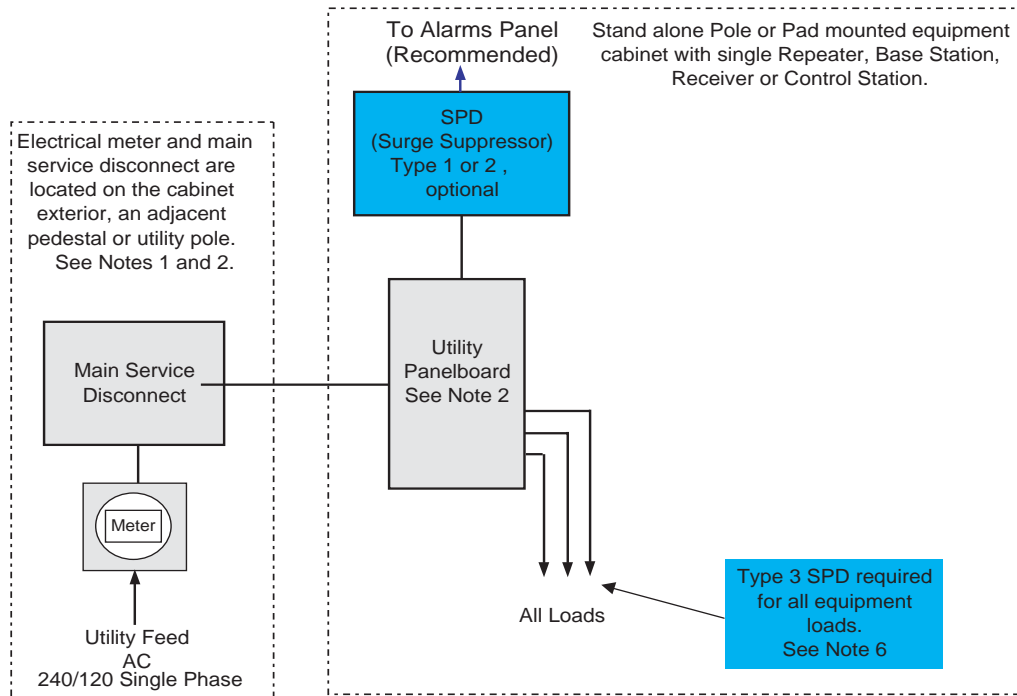 To Alarms Panel
(Recommended)
Stand alone Pole or Pad mounted equipment
cabinet with single Repeater, Base Station,
Receiver or Control Station.
SPD
(Surge Suppressor)
Type 1 or 2 ,
optional
Electrical meter and main
service disconnect are
located on the cabinet
exterior, an adjacent
pedestal or utility pole.
See Notes 1 and 2.
Main Service
Disconnect
Utility
Panelboard
See Note 2
Meter
Utility Feed
AC
240/120 Single Phase
All Loads
Type 3 SPD required
for all equipment
loads.
See Note 6